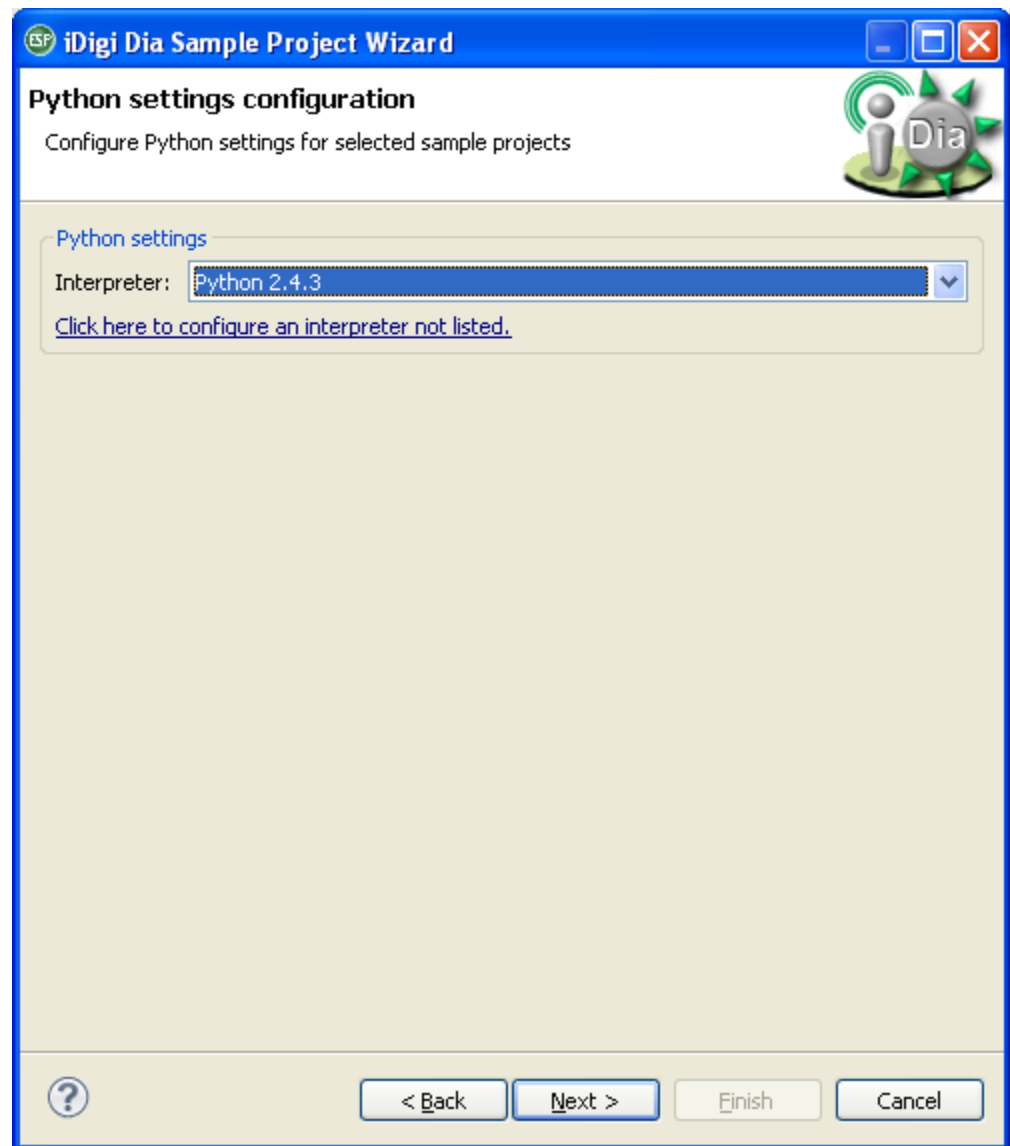 ESP iDigi Dia Sample Project Wizard
Python settings configuration
Configure Python settings for selected sample projects
Dia
Python settings
Interpreter: Python 2.4.3
Click here to configure an interpreter not listed.
? < Back Next > Finish Cancel